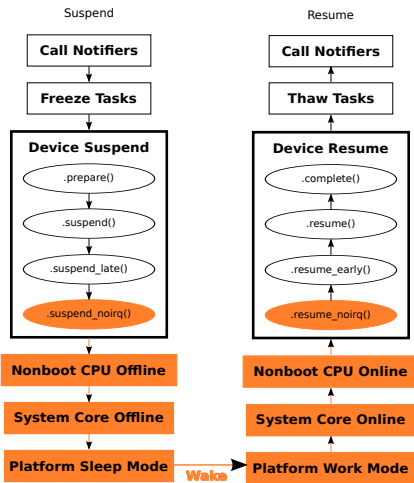 Suspend
Call Notifiers
Freeze Tasks
Device Suspend
.prepare()
.suspend()
.suspend_late()
.suspend_noirq()
Nonboot CPU Offline
System Core Offline
Platform Sleep Mode
Wake
Resume
Call Notifiers
Thaw Tasks
Device Resume
.complete()
.resume()
.resume_early()
.resume_noirq()
Nonboot CPU Online
System Core Online
Platform Work Mode